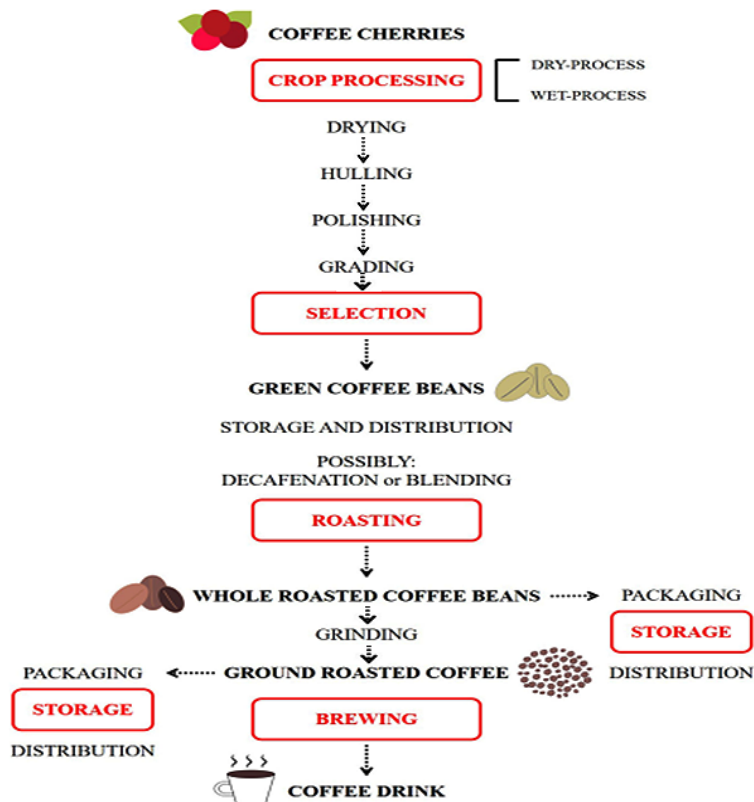 COFFEE CHERRIES
CROP PROCESSING
DRY-PROCESS
WET-PROCESS
DRYING
HULLING
POLISHING
GRADING
SELECTION
GREEN COFFEE BEANS
STORAGE AND DISTRIBUTION
POSSIBLY:
DECAFENATION or BLENDING
ROASTING
WHOLE ROASTED COFFEE BEANS
PACKAGING
STORAGE
DISTRIBUTION
GRINDING
GROUND ROASTED COFFEE
PACKAGING
STORAGE
DISTRIBUTION
BREWING
COFFEE DRINK